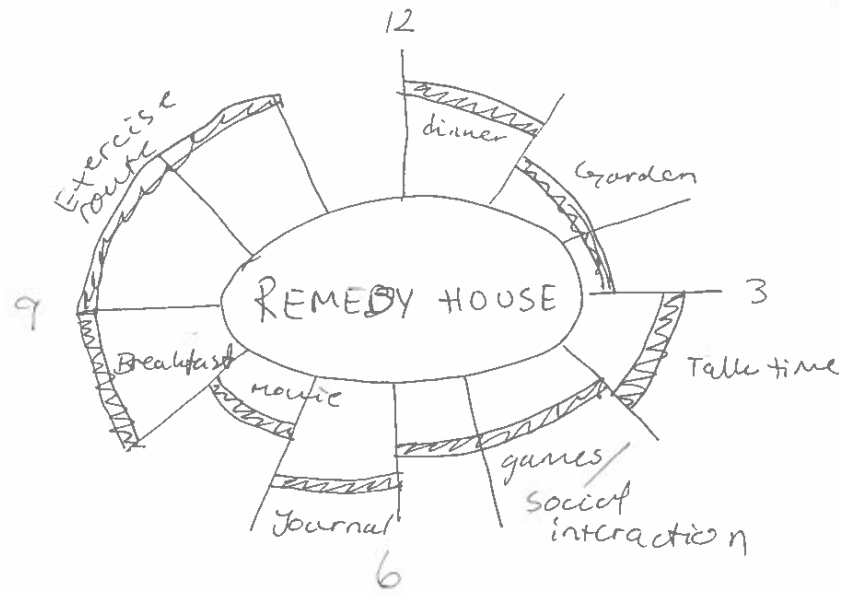 12
Exercise
route
dinner
Garden
REMEDY HOUSE
9
3
Breakfast
Movie
Talk time
games/
social
interaction
Journal
6